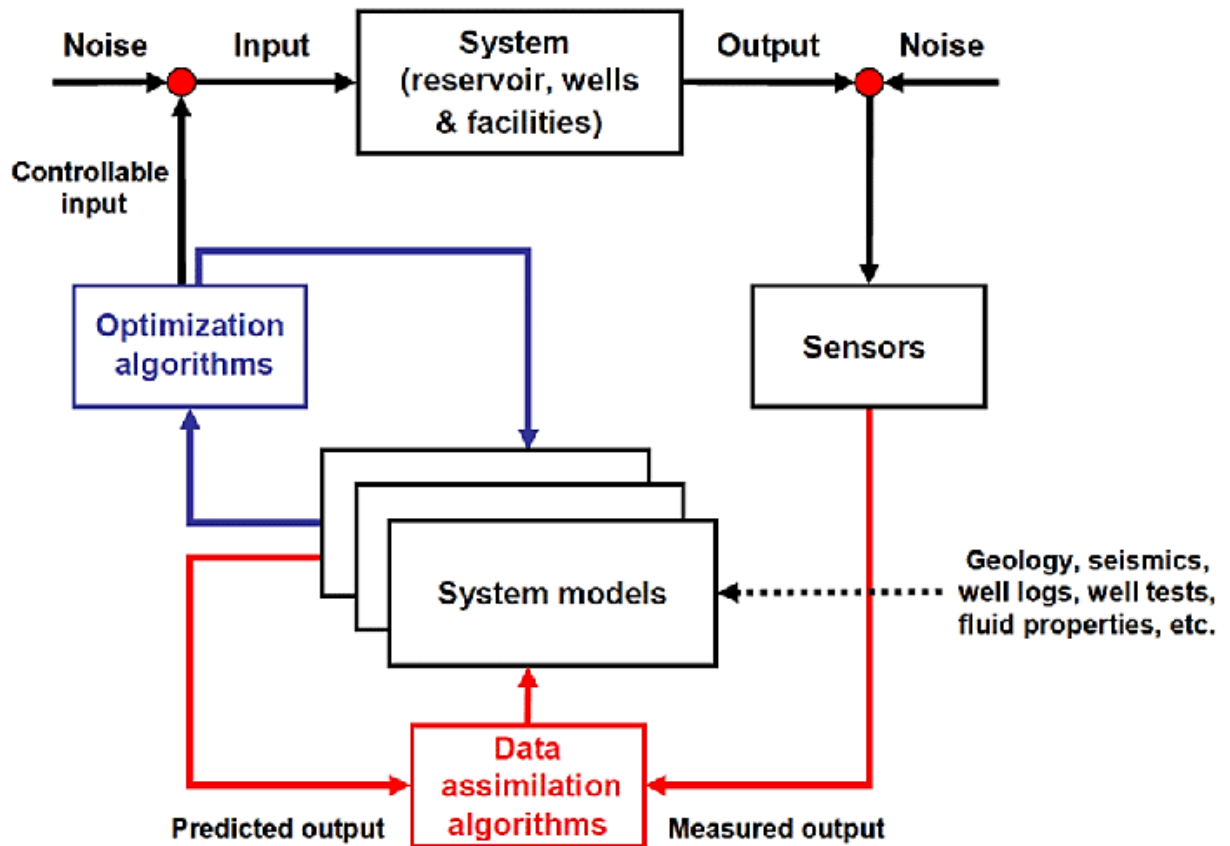 Noise
Input
System
(reservoir, wells
& facilities)
Output
Noise
Controllable
input
Optimization
algorithms
Sensors
System models
Geology, seismics,
well logs, well tests,
fluid properties, etc.
Data
assimilation
algorithms
Predicted output
Measured output